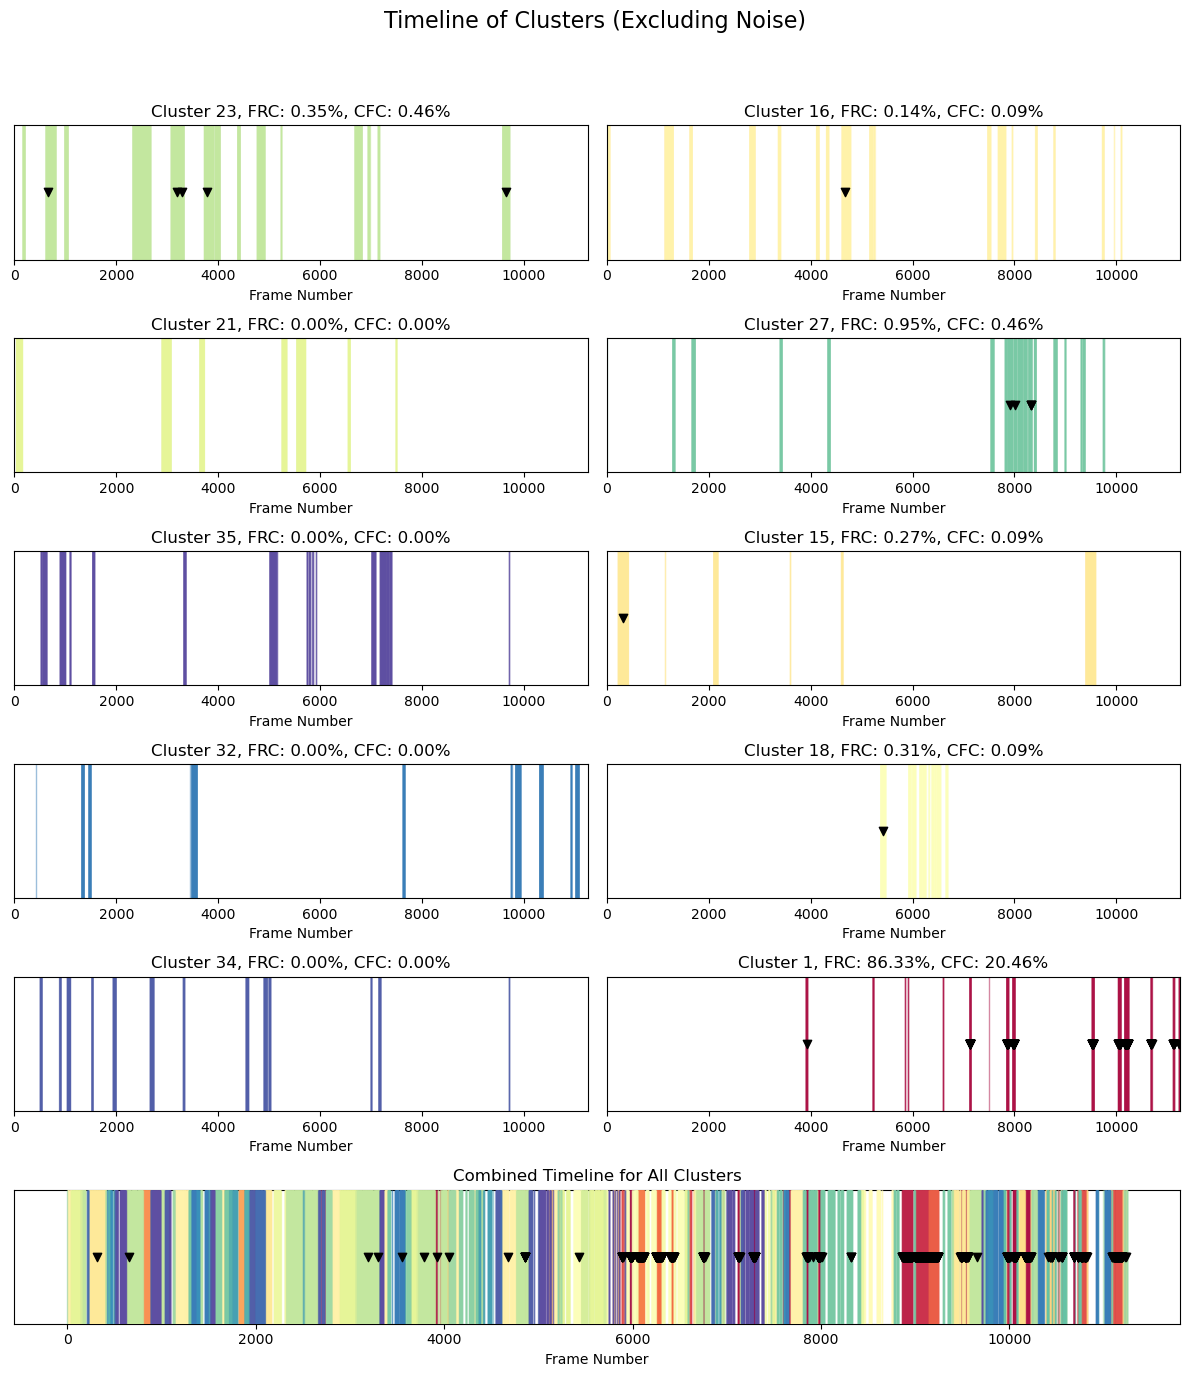 Timeline of Clusters (Excluding Noise)
Cluster 23, FRC: 0.35%, CFC: 0.46%
0 2000 4000 6000 8000 10000
Frame Number
Cluster 16, FRC: 0.14%, CFC: 0.09%
0 2000 4000 6000 8000 10000
Frame Number
Cluster 21, FRC: 0.00%, CFC: 0.00%
0 2000 4000 6000 8000 10000
Frame Number
Cluster 27, FRC: 0.95%, CFC: 0.46%
0 2000 4000 6000 8000 10000
Frame Number
Cluster 35, FRC: 0.00%, CFC: 0.00%
0 2000 4000 6000 8000 10000
Frame Number
Cluster 15, FRC: 0.27%, CFC: 0.09%
0 2000 4000 6000 8000 10000
Frame Number
Cluster 32, FRC: 0.00%, CFC: 0.00%
0 2000 4000 6000 8000 10000
Frame Number
Cluster 18, FRC: 0.31%, CFC: 0.09%
0 2000 4000 6000 8000 10000
Frame Number
Cluster 34, FRC: 0.00%, CFC: 0.00%
0 2000 4000 6000 8000 10000
Frame Number
Cluster 1, FRC: 86.33%, CFC: 20.46%
0 2000 4000 6000 8000 10000
Frame Number
Combined Timeline for All Clusters
0 2000 4000 6000 8000 10000
Frame Number